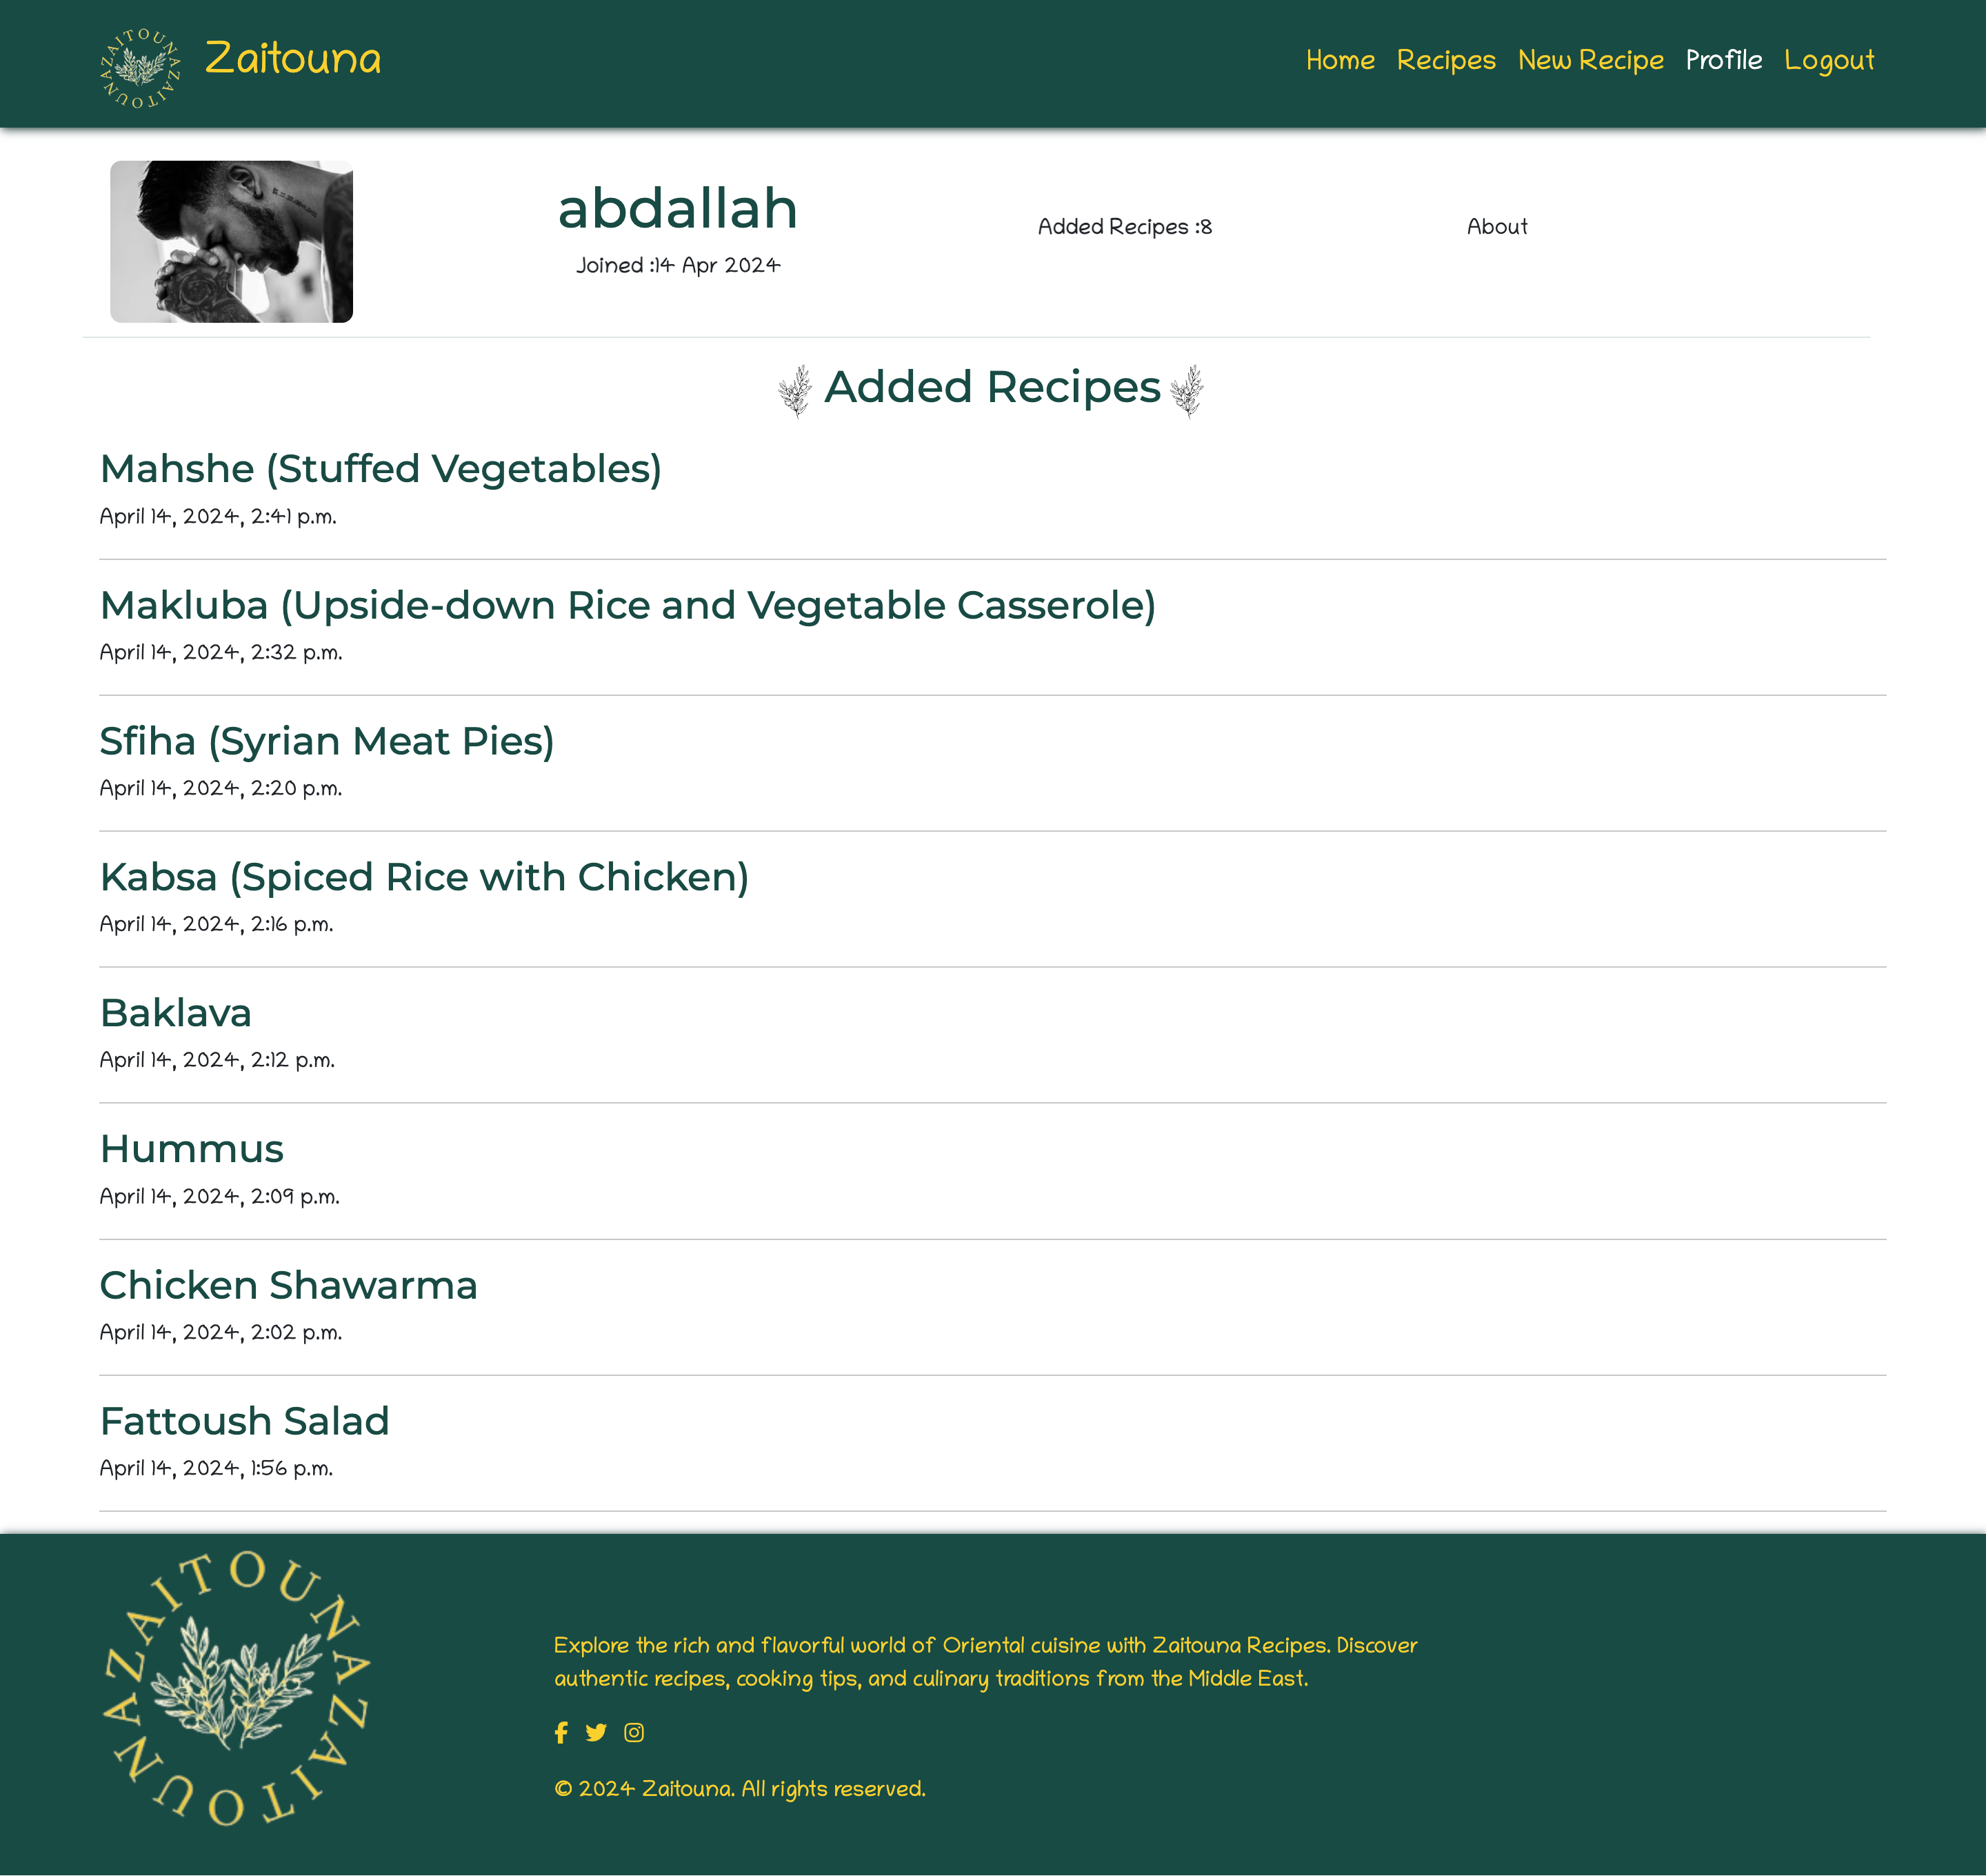 ZAITOUNAZAITOUNA
Zaitouna
Home Recipes New Recipe Profile Logout
abdallah
Joined :14 Apr 2024
Added Recipes :8
About
Added Recipes
Mahshe (Stuffed Vegetables)
April 14, 2024, 2:41 p.m.
Makluba (Upside-down Rice and Vegetable Casserole)
April 14, 2024, 2:32 p.m.
Sfiha (Syrian Meat Pies)
April 14, 2024, 2:20 p.m.
Kabsa (Spiced Rice with Chicken)
April 14, 2024, 2:16 p.m.
Baklava
April 14, 2024, 2:12 p.m.
Hummus
April 14, 2024, 2:09 p.m.
Chicken Shawarma
April 14, 2024, 2:02 p.m.
Fattoush Salad
April 14, 2024, 1:56 p.m.
ZAITOUNAZAITOUNA
Explore the rich and flavorful world of Oriental cuisine with Zaitouna Recipes. Discover
authentic recipes, cooking tips, and culinary traditions from the Middle East.
© 2024 Zaitouna. All rights reserved.